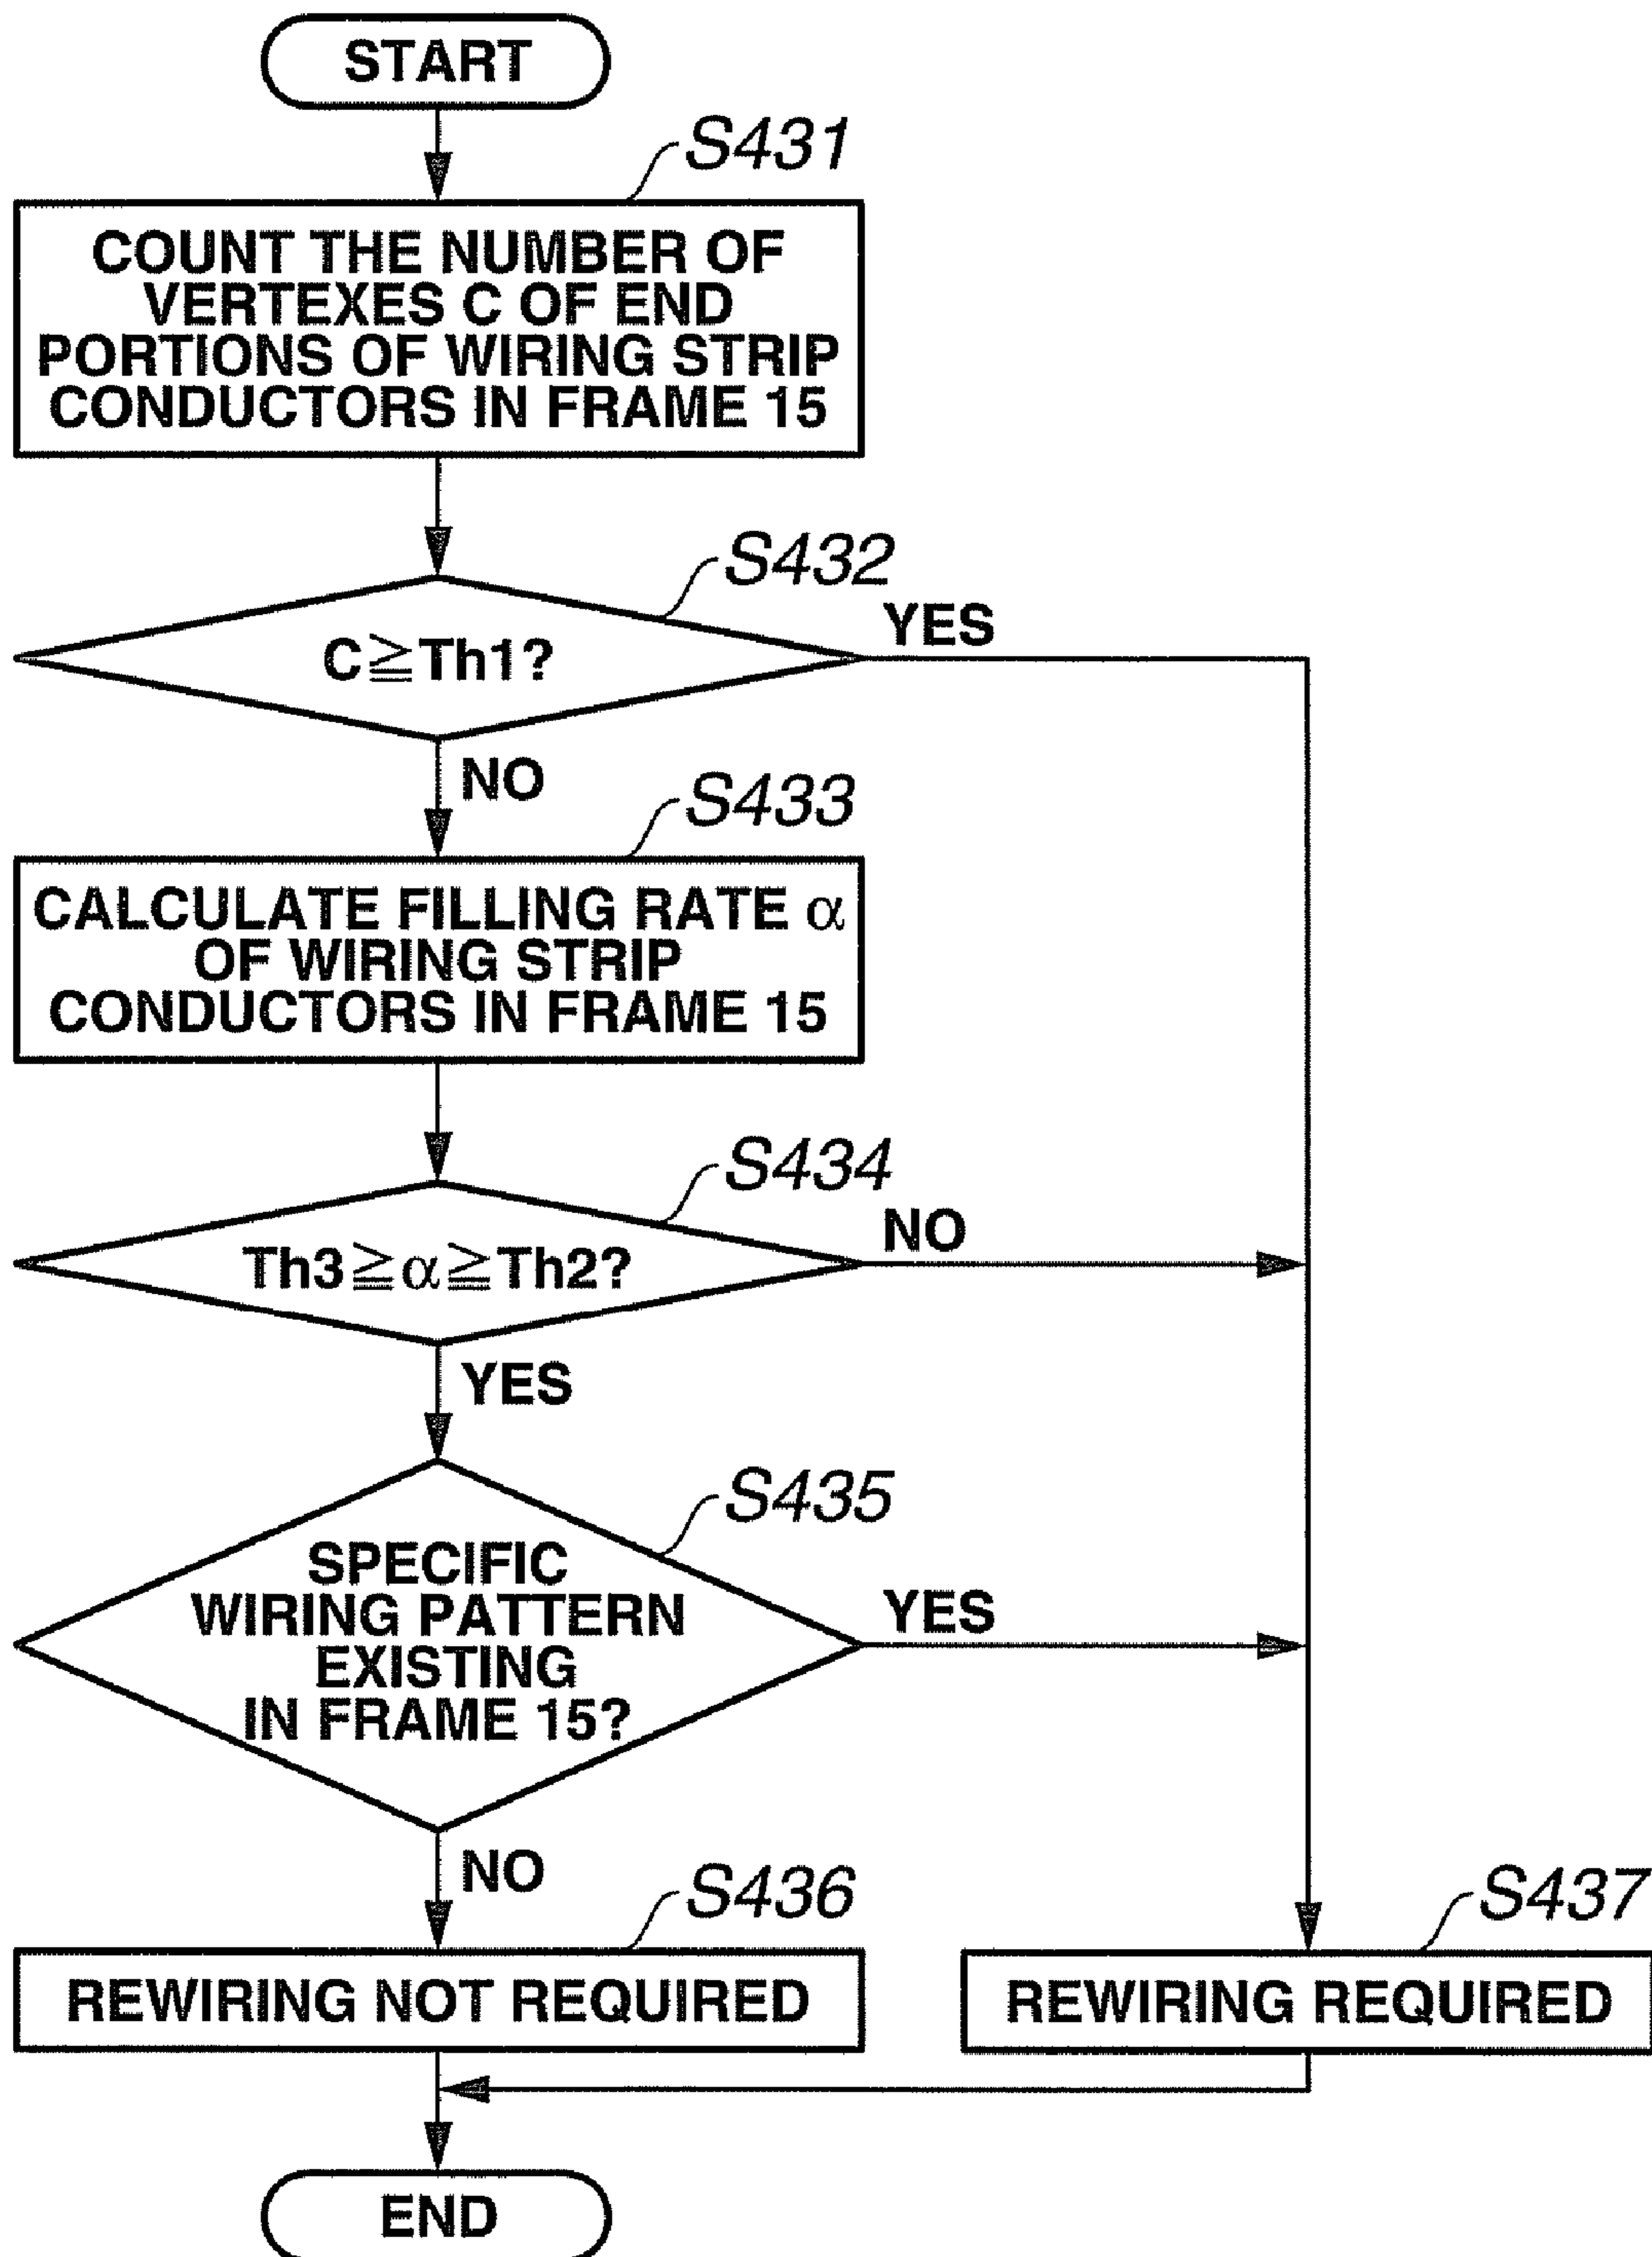 START
S431
COUNT THE NUMBER OF
VERTEXES C OF END
PORTIONS OF WIRING STRIP
CONDUCTORS IN FRAME 15
S432
C≧Th1?
YES
NO
S433
CALCULATE FILLING RATE α
OF WIRING STRIP
CONDUCTORS IN FRAME 15
S434
Th3≧α≧Th2?
NO
YES
S435
SPECIFIC
WIRING PATTERN
EXISTING
IN FRAME 15?
YES
NO
S436
S437
REWIRING NOT REQUIRED
REWIRING REQUIRED
END